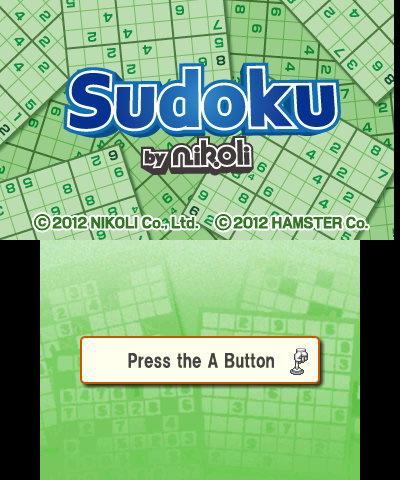 Sudoku
by nikoli
© 2012 NIKOLI Co., Ltd. © 2012 HAMSTER Co.
Press the A Button